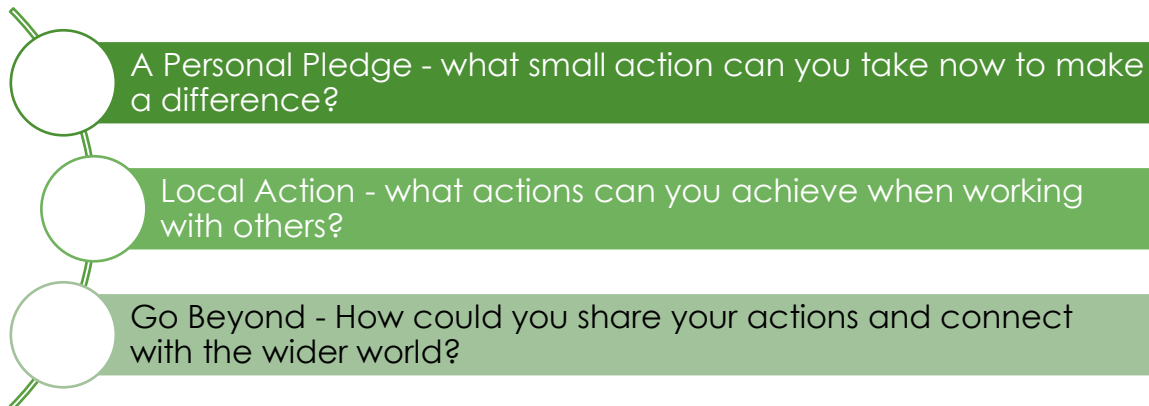 A Personal Pledge - what small action can you take now to make
a difference?
Local Action - what actions can you achieve when working
with others?
Go Beyond - How could you share your actions and connect
with the wider world?